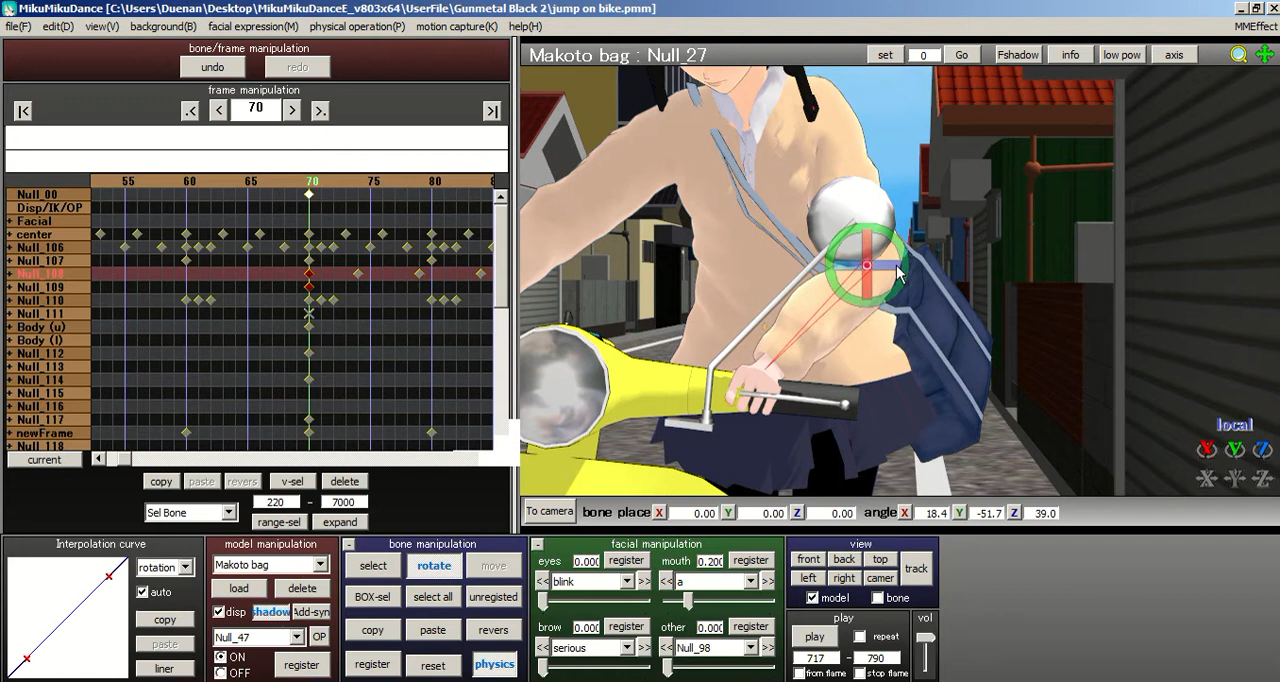 MikuMikuDance [C:\Users\Duenan\Desktop\MikuMikuDanceE_v803x64\UserFile\Gunmetal Black 2\jump on bike.pmm]
file(F) edit(D) view(V) background(B) facial expression(M) physical operation(P) motion capture(K) help(H) MMEffect
bone/frame manipulation
undo redo
frame manipulation
|< .< < 70 > >. >|
55 60 65 70 75 80 8
Null_00
Disp/IK/OP
+ Facial
+ center
+ Null_106
+ Null_107
+ Null_108
+ Null_109
+ Null_110
+ Null_111
+ Body (u)
+ Body (l)
+ Null_112
+ Null_113
+ Null_114
+ Null_115
+ Null_116
+ Null_117
+ newFrame
+ Null_118
current
copy paste revers v-sel delete
Sel Bone 220 - 7000
range-sel expand
Makoto bag : Null_27
set 0 Go Fshadow info low pow axis
local
X Y Z
X Y Z
To camera bone place X 0.00 Y 0.00 Z 0.00 angle X 18.4 Y -51.7 Z 39.0
Interpolation curve
rotation
auto
copy
paste
liner
model manipulation
Makoto bag
load delete
disp shadow Add-syn
Null_47 OP
ON
OFF
register
- bone manipulation
select rotate move
BOX-sel select all unregisted
copy paste revers
register reset physics
- facial manipulation
eyes 0.000 register mouth 0.200 register
<< blink >> << a >>
brow 0.000 register other 0.000 register
<< serious >> << Null_98 >>
view
front back top
left right camer
track
model bone
play
play repeat
717 - 790
from flame stop flame
vol